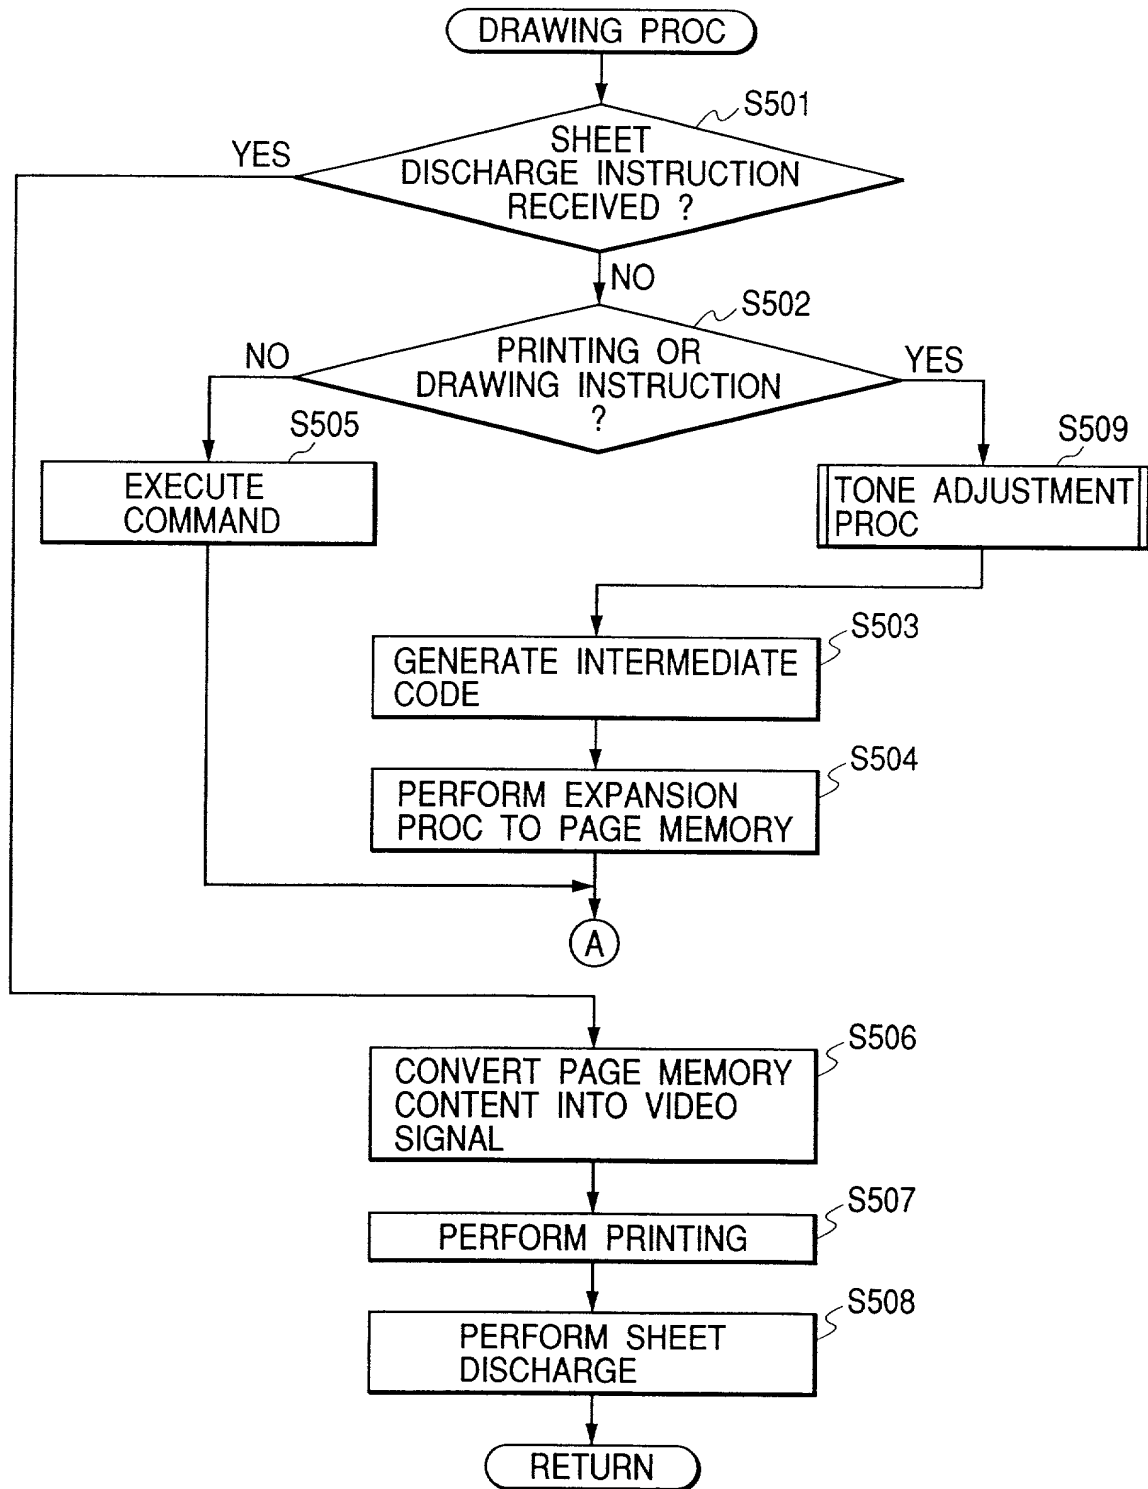 DRAWING PROC
S501
SHEET
DISCHARGE INSTRUCTION
RECEIVED ?
YES
NO
S502
PRINTING OR
DRAWING INSTRUCTION
?
NO
YES
S505
EXECUTE
COMMAND
S509
TONE ADJUSTMENT
PROC
S503
GENERATE INTERMEDIATE
CODE
S504
PERFORM EXPANSION
PROC TO PAGE MEMORY
A
S506
CONVERT PAGE MEMORY
CONTENT INTO VIDEO
SIGNAL
S507
PERFORM PRINTING
S508
PERFORM SHEET
DISCHARGE
RETURN